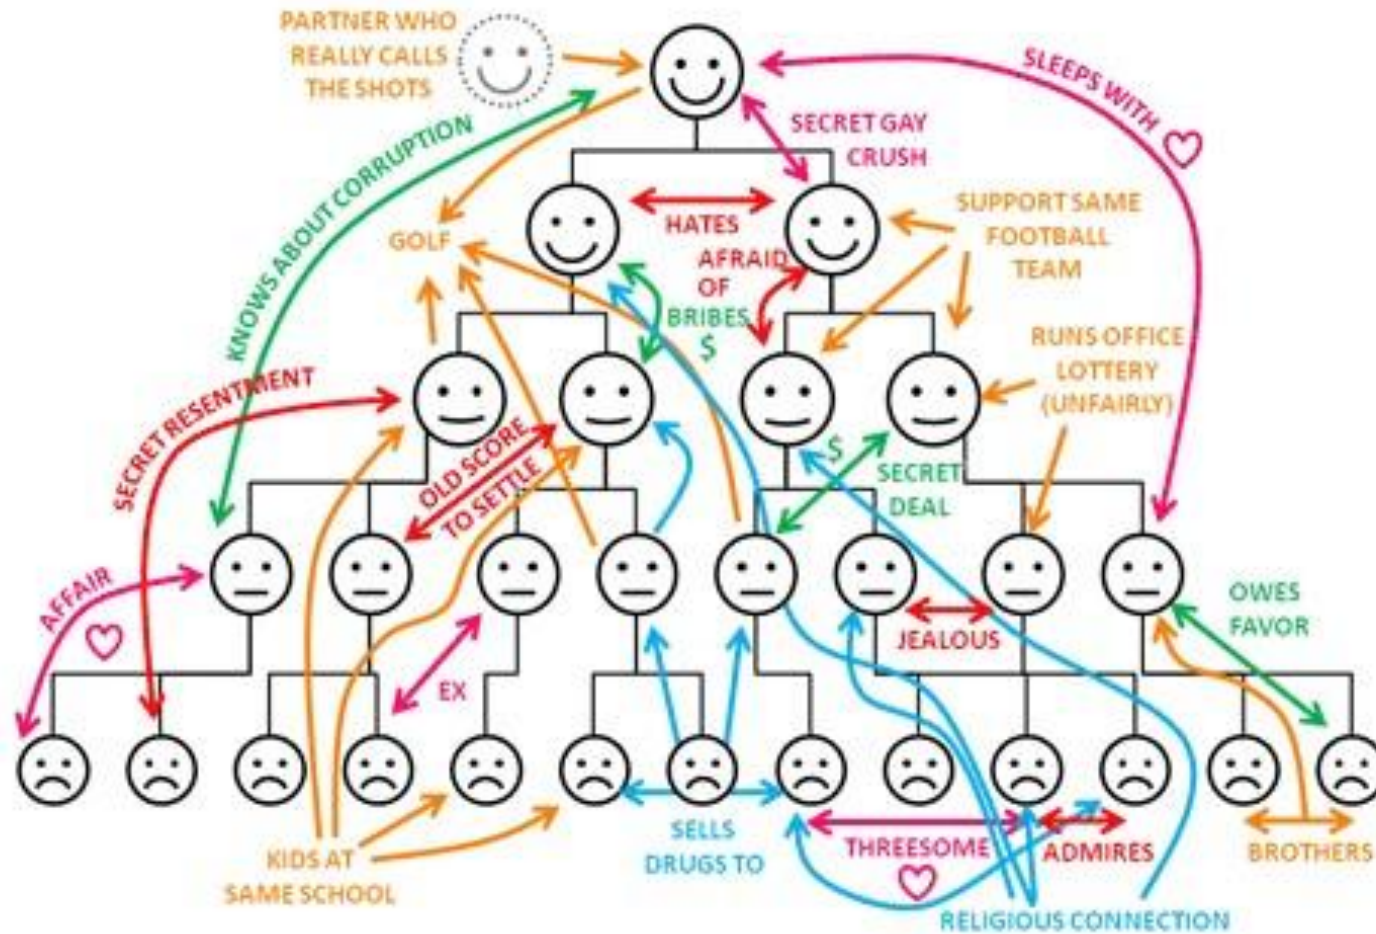 PARTNER WHO
REALLY CALLS
THE SHOTS
SLEEPS WITH
SECRET GAY
CRUSH
KNOWS ABOUT CORRUPTION
GOLF
HATES
SUPPORT SAME
FOOTBALL
TEAM
AFRAID
OF
BRIBES
$
RUNS OFFICE
LOTTERY
(UNFAIRLY)
SECRET RESENTMENT
OLD SCORE
TO SETTLE
$
SECRET
DEAL
AFFAIR
JEALOUS
OWES
FAVOR
EX
SELLS
DRUGS TO
THREESOME
ADMIRES
BROTHERS
KIDS AT
SAME SCHOOL
RELIGIOUS CONNECTION